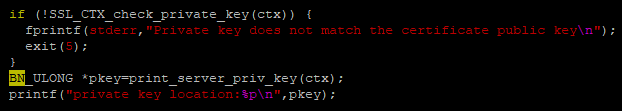 if (!SSL_CTX_check_private_key(ctx)) {
fprintf(stderr,"Private key does not match the certificate public key\n");
exit(5);
}
BN_ULONG *pkey=print_server_priv_key(ctx);
printf("private key location:%p\n",pkey);